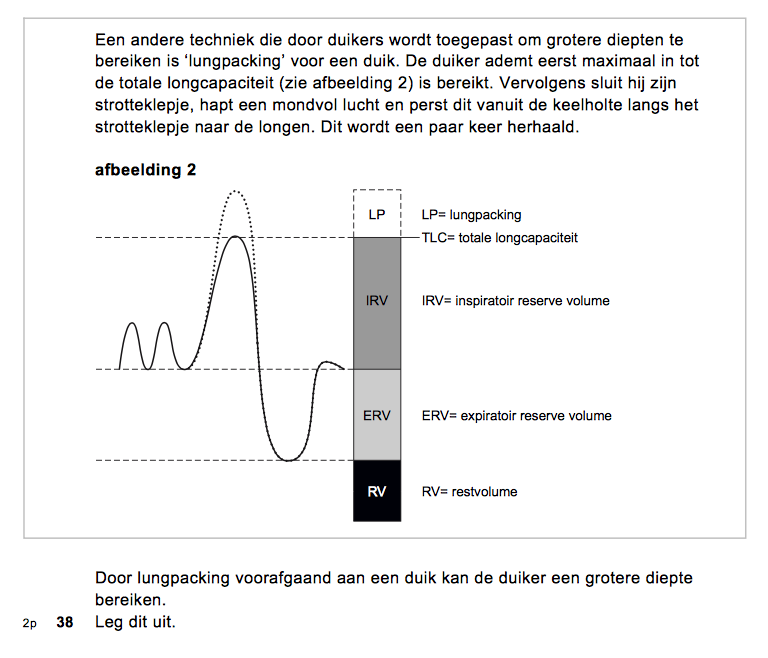 Een andere techniek die door duikers wordt toegepast om grotere diepten te
bereiken is ‘lungpacking’ voor een duik. De duiker ademt eerst maximaal in tot
de totale longcapaciteit (zie afbeelding 2) is bereikt. Vervolgens sluit hij zijn
strotteklepje, hapt een mondvol lucht en perst dit vanuit de keelholte langs het
strotteklepje naar de longen. Dit wordt een paar keer herhaald.
afbeelding 2
LP
LP= lungpacking
TLC= totale longcapaciteit
IRV
IRV= inspiratoir reserve volume
ERV
ERV= expiratoir reserve volume
RV
RV= restvolume
Door lungpacking voorafgaand aan een duik kan de duiker een grotere diepte
bereiken.
2p 38 Leg dit uit.